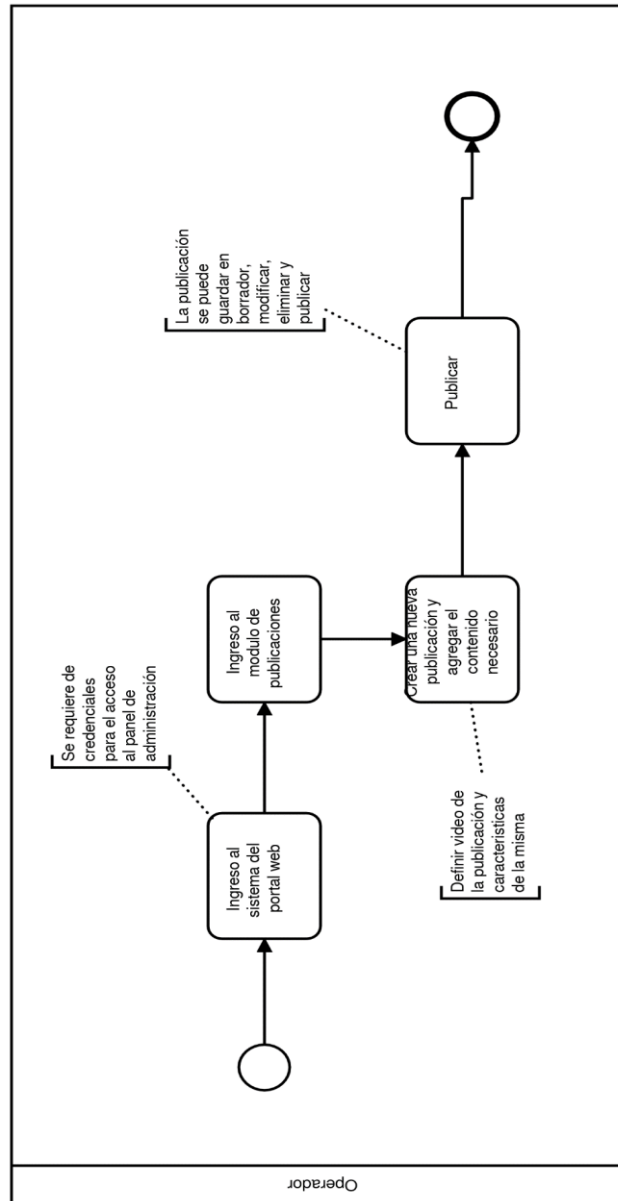 Operador
Se requiere de
credenciales
para el acceso
al panel de
administración
Ingreso al
sistema del
portal web
Ingreso al
modulo de
publicaciones
Definir video de
la publicación y
caracteristicas
de la misma
Crear una nueva
publicación y
agregar el
contenido
necesario
La publicación
se puede
guardar en
borrador,
modificar,
eliminar y
publicar
Publicar